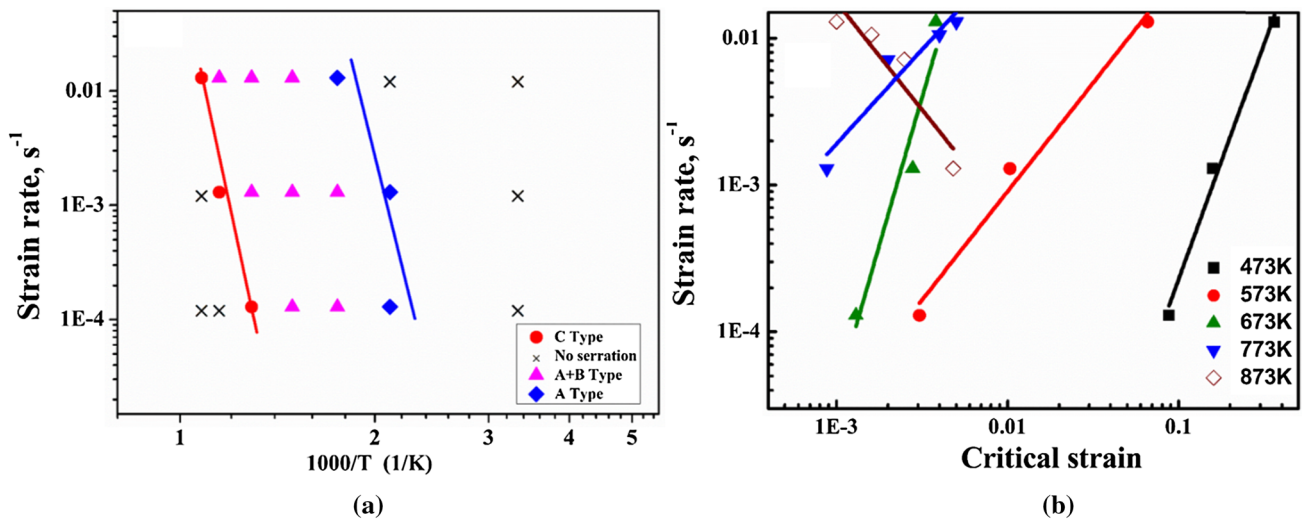 Strain rate, s-1
0.01
1E-3
1E-4
1
2
3
4
5
1000/T (1/K)
C Type
No serration
A+B Type
A Type
(a)
Strain rate, s-1
0.01
1E-3
1E-4
1E-3
0.01
0.1
Critical strain
473K
573K
673K
773K
873K
(b)